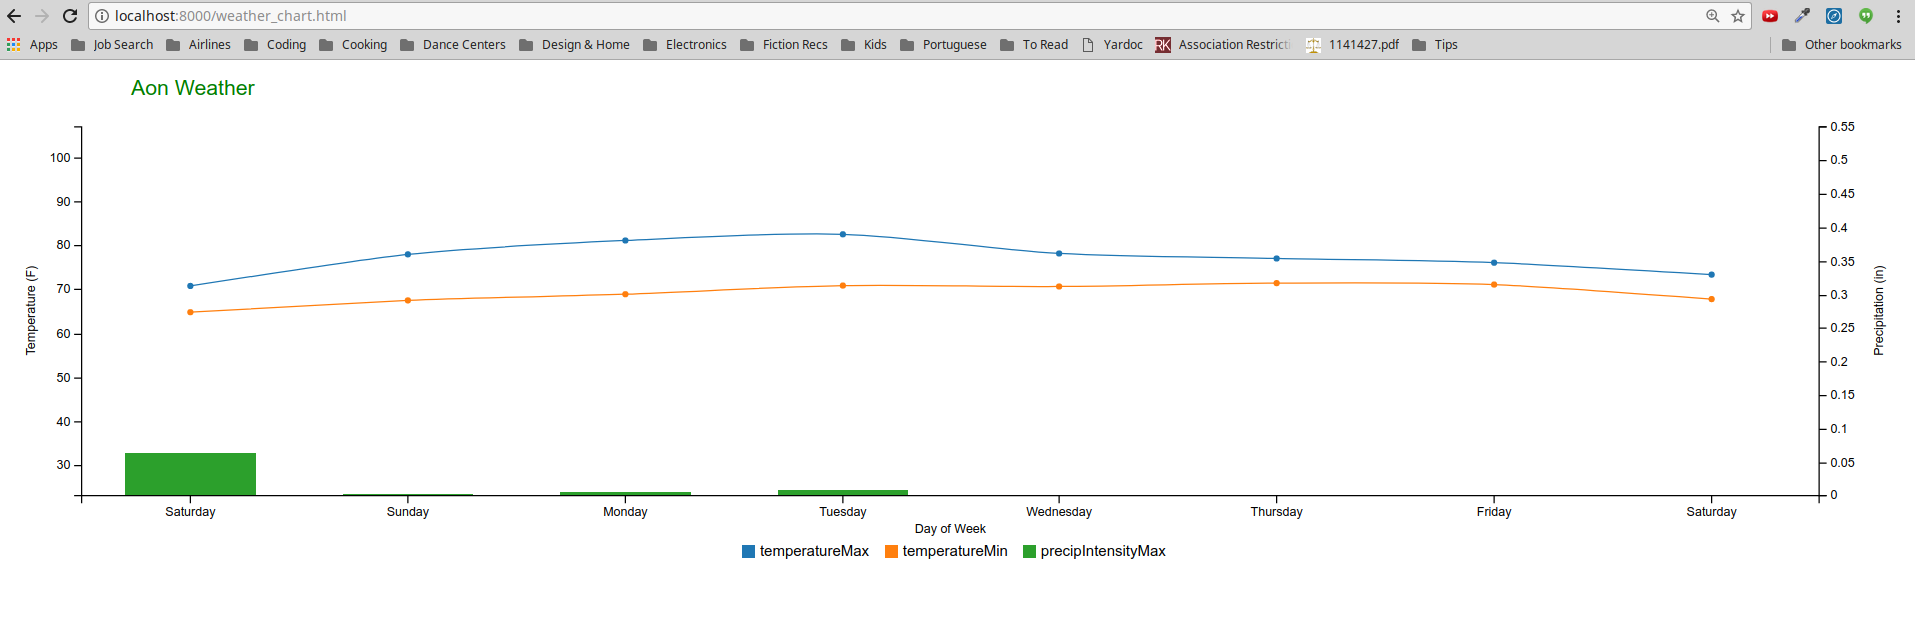 localhost:8000/weather_chart.html
Apps Job Search Airlines Coding Cooking Dance Centers Design & Home Electronics Fiction Recs Kids Portuguese To Read Yardoc RK Association Restricti 1141427.pdf Tips Other bookmarks
Aon Weather
100
90
80
70
60
50
40
30
Temperature (F)
0.55
0.5
0.45
0.4
0.35
0.3
0.25
0.2
0.15
0.1
0.05
0
Precipitation (in)
Saturday Sunday Monday Tuesday Wednesday Thursday Friday Saturday
Day of Week
temperatureMax temperatureMin precipIntensityMax